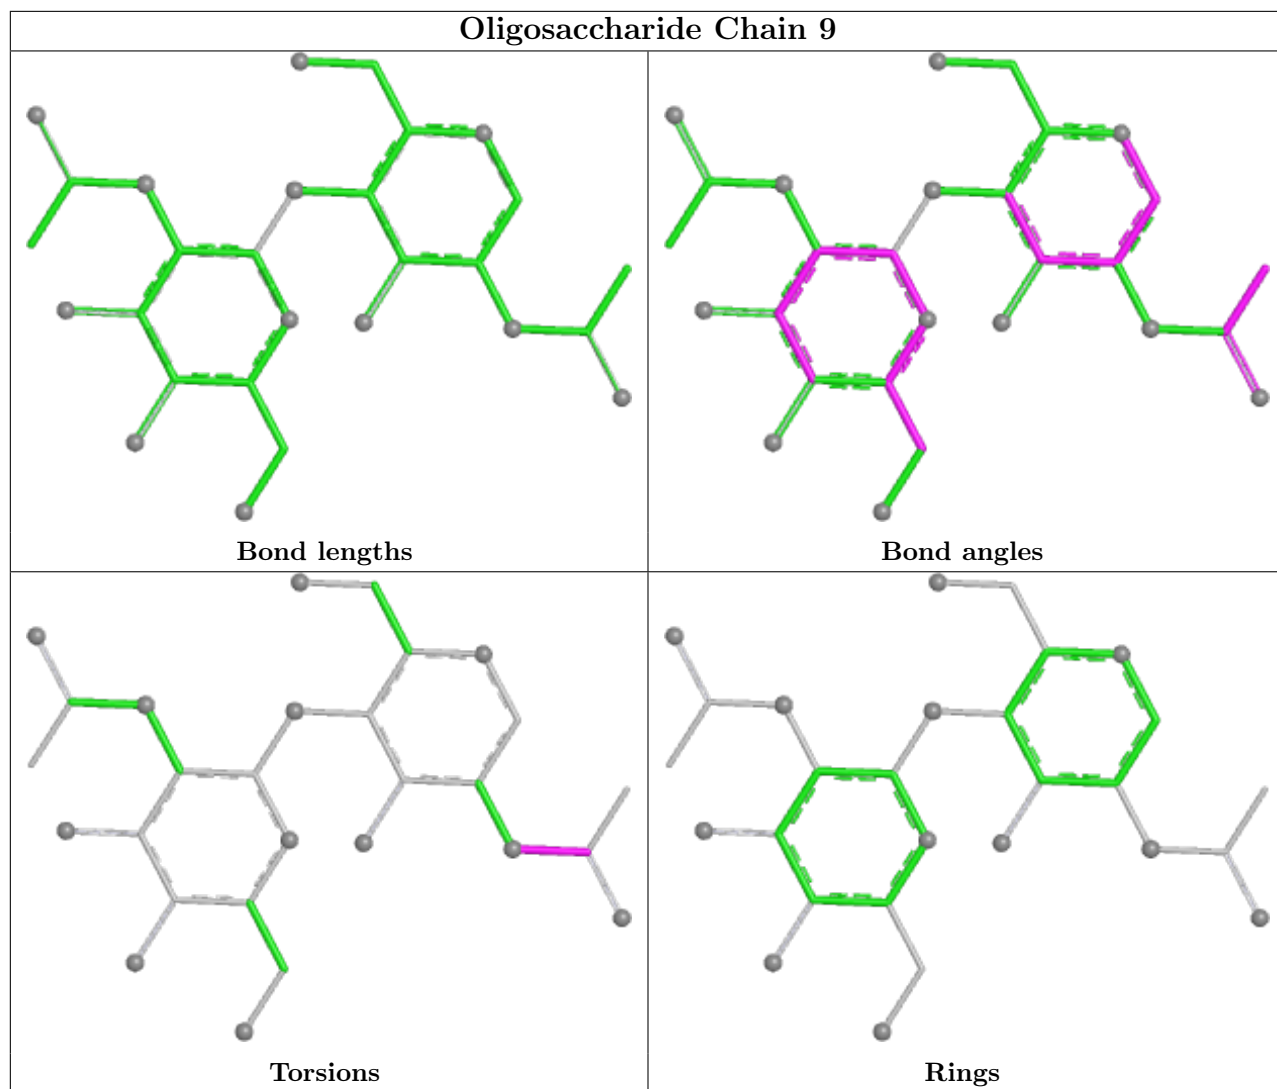 Oligosaccharide Chain 9
Bond lengths
Bond angles
Torsions
Rings